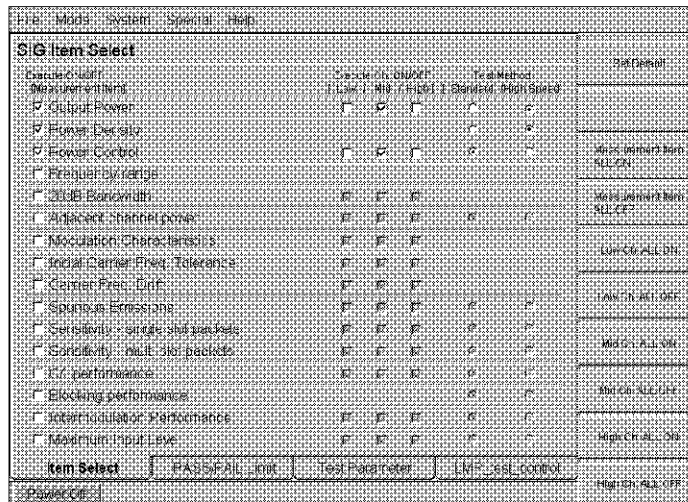 File Mode System Special Help
SIG Item Select
Execute ON/OFF
[Measurement Item]
Execute Ch. ON/OFF
[ Low / Mid / High ]
Test Method
[ Standard /High Speed
Output Power
Power Density
Power Control
Frequency range
20dB Bandwidth
Adjacent channel power
Modulation Characteristics
Initial Carrier Freq. Tolerance
Carrier Freq. Drift
Spurious Emissions
Sensitivity - single slot packets
Sensitivity - multi slot packets
C/I performance
Blocking performance
Intermodulation Performance
Maximum Input Level
Item Select
PASS/FAIL Limit
Test Parameter
LMP_test_control
Power Off
Set Default
Measurement Item
ALL ON
Measurement Item
ALL OFF
Low Ch. ALL ON
Low Ch. ALL OFF
Mid Ch. ALL ON
Mid Ch. ALL OFF
High Ch. ALL ON
High Ch. ALL OFF